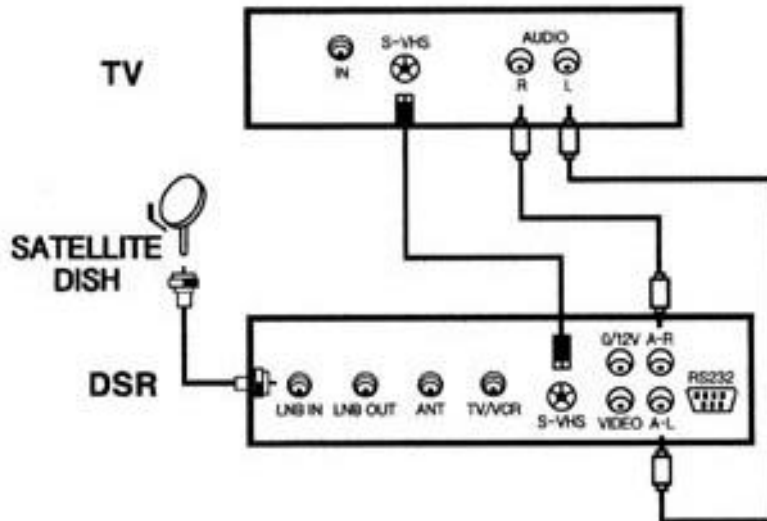 TV
IN
S-VHS
AUDIO
R
L
SATELLITE
DISH
DSR
LNB IN
LNB OUT
ANT
TV/VCR
S-VHS
0/12V
A-R
VIDEO
A-L
RS232